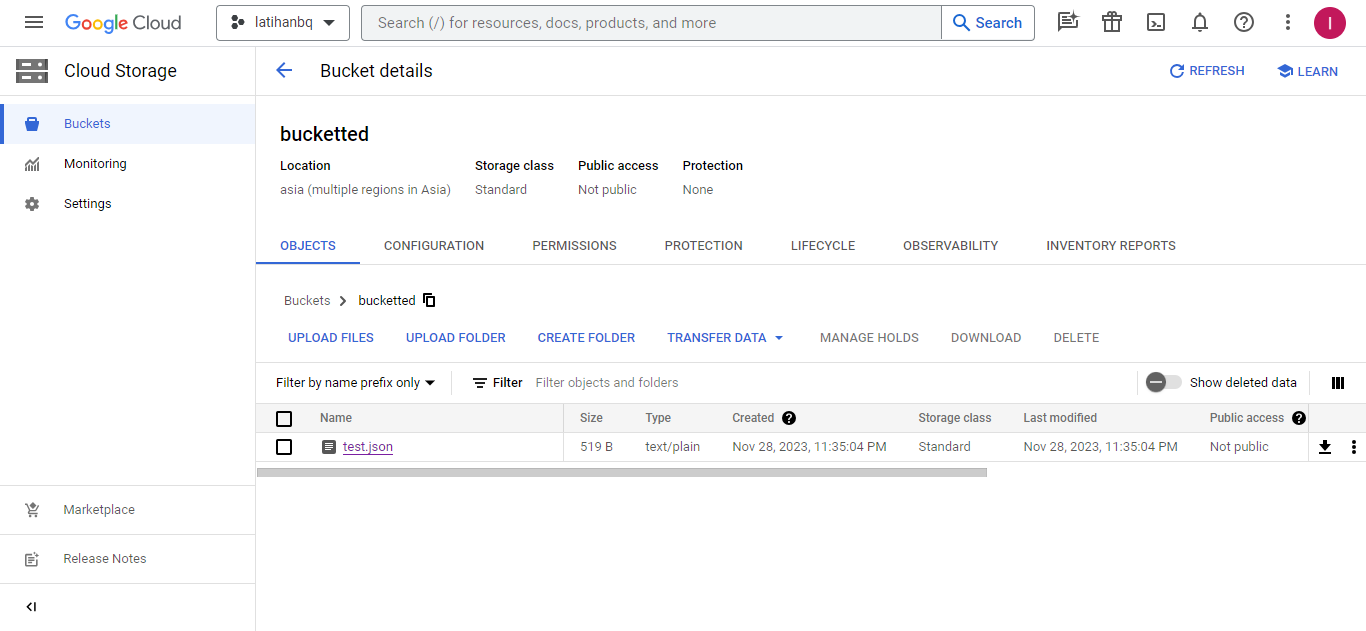 Google Cloud
latihanbq
Search (/) for resources, docs, products, and more
Search
I
Cloud Storage
Bucket details
REFRESH
LEARN
Buckets
Monitoring
Settings
Marketplace
Release Notes
bucketted
Location Storage class Public access Protection
asia (multiple regions in Asia) Standard Not public None
OBJECTS CONFIGURATION PERMISSIONS PROTECTION LIFECYCLE OBSERVABILITY INVENTORY REPORTS
Buckets bucketted
UPLOAD FILES UPLOAD FOLDER CREATE FOLDER TRANSFER DATA MANAGE HOLDS DOWNLOAD DELETE
Filter by name prefix only Filter Filter objects and folders Show deleted data
Name Size Type Created Storage class Last modified Public access
test.json 519 B text/plain Nov 28, 2023, 11:35:04 PM Standard Nov 28, 2023, 11:35:04 PM Not public